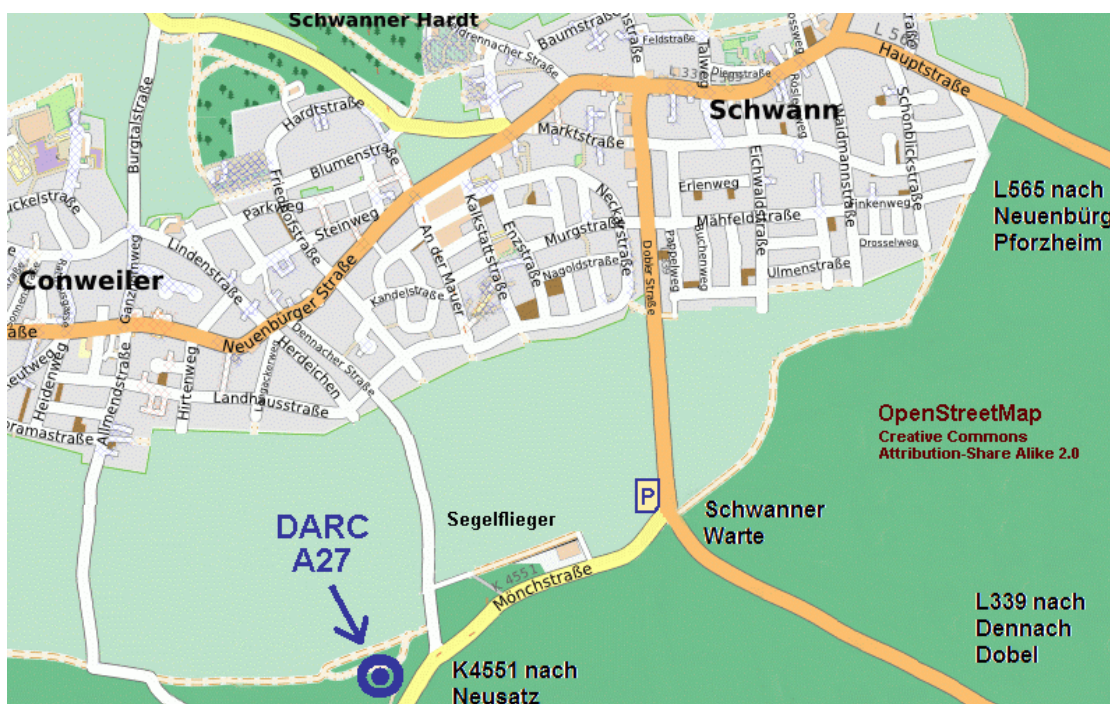 Schwanner Hardt
Burgtalstraße
Hardtstraße
Blumenstraße
Parkweg
Steinweg
Lindenstraße
Conweiler
Neuenbürger Straße
Baumstraße
Feldstraße
Talweg
L 339
L 565
Hauptstraße
Schwann
Marktstraße
Maidmannstraße
Schönblickstraße
Eichwaldstraße
Erlenweg
Mähfeldstraße
Finkenweg
Drosselweg
Ulmenstraße
Buchenweg
Pappelweg
Dobler Straße
Neckarstraße
Murgstraße
Nagoldstraße
Enzstraße
Kalkstattstraße
An der Mauer
Kandelstraße
Dennacher Straße
Herdeichen
Landhausstraße
Hirtenweg
Allmendstraße
Heidenweg
oramastraße
L565 nach
Neuenbürg
Pforzheim
OpenStreetMap
Creative Commons
Attribution-Share Alike 2.0
P
Schwanner
Warte
Segelflieger
K 4551
Mönchstraße
DARC
A27
L339 nach
Dennach
Dobel
K4551 nach
Neusatz